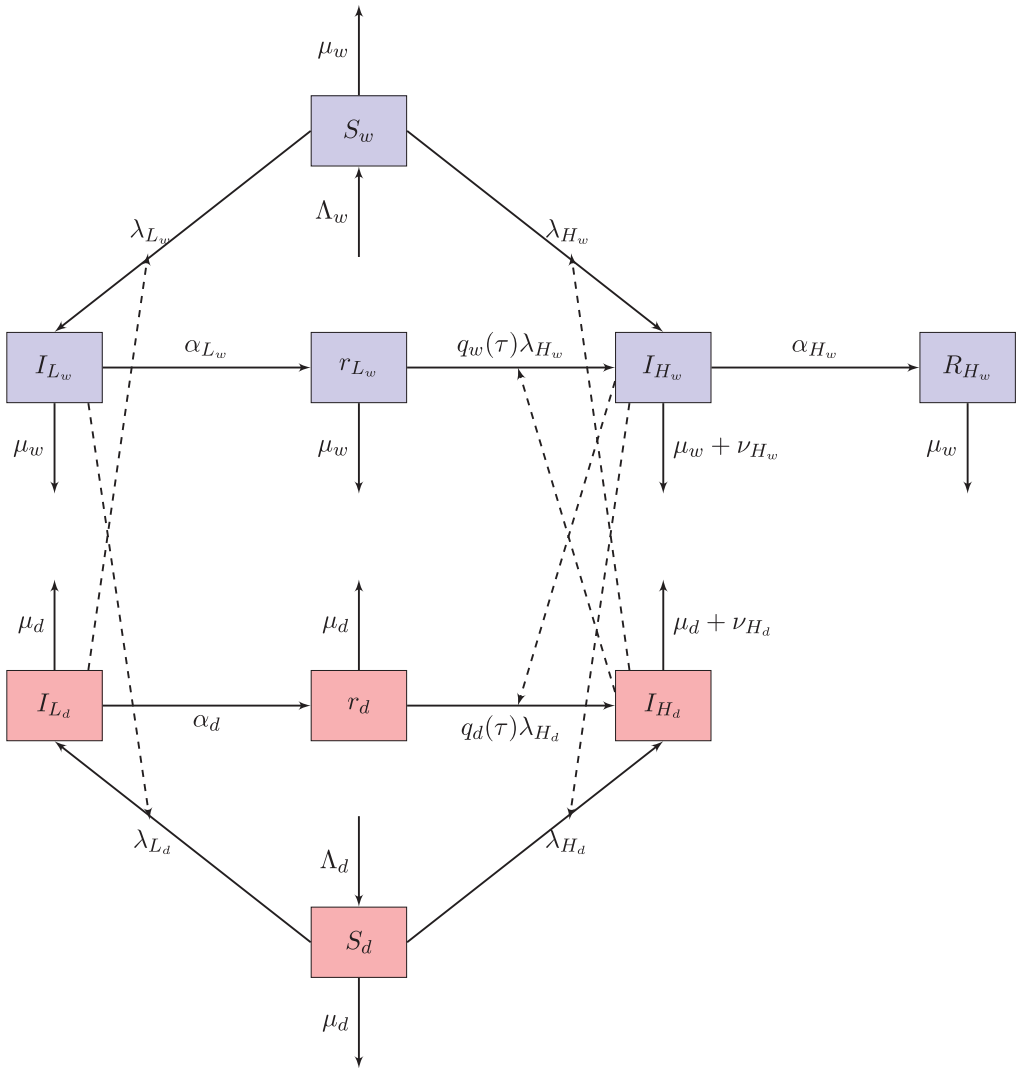 μ_w
S_w
Λ_w
λ_{L_w}
λ_{H_w}
α_{L_w}
q_w(τ)λ_{H_w}
α_{H_w}
I_{L_w}
r_{L_w}
I_{H_w}
R_{H_w}
μ_w
μ_w
μ_w + ν_{H_w}
μ_w
μ_d
μ_d
μ_d + ν_{H_d}
I_{L_d}
r_d
I_{H_d}
α_d
q_d(τ)λ_{H_d}
λ_{L_d}
λ_{H_d}
Λ_d
S_d
μ_d